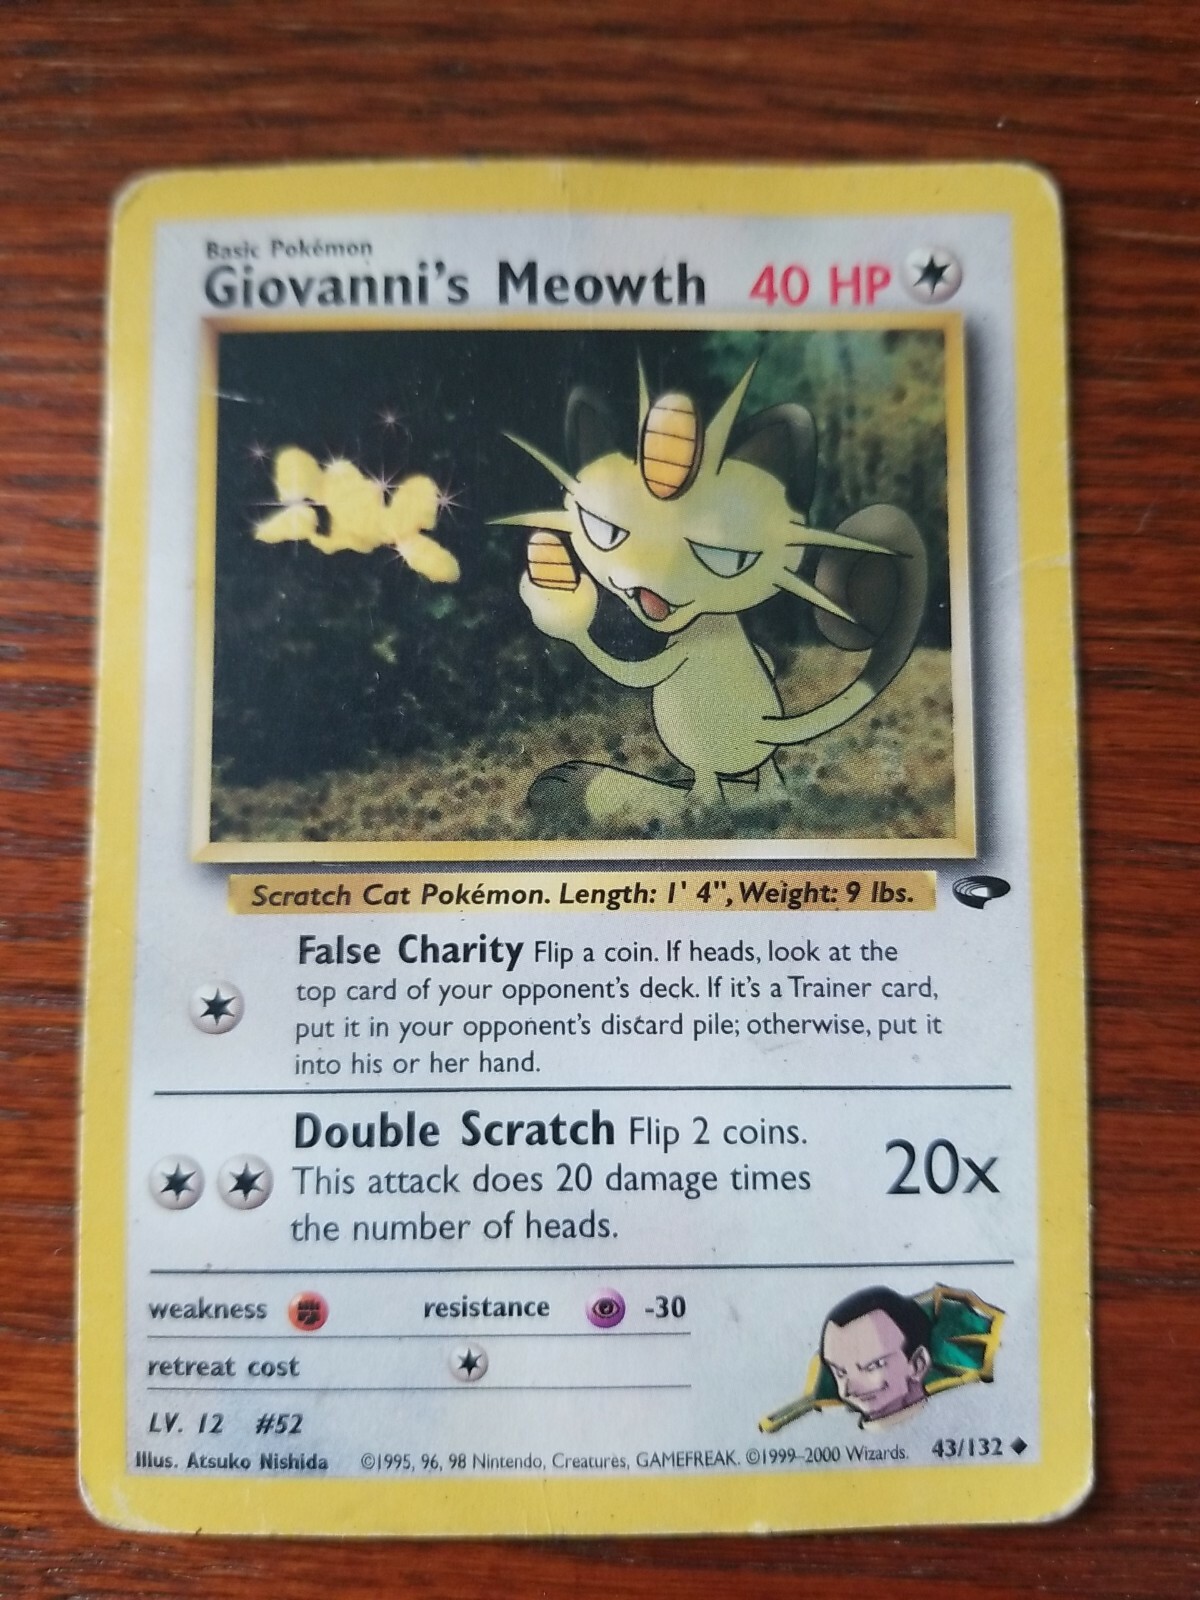 Basic Pokémon
Giovanni's Meowth 40 HP
Scratch Cat Pokémon. Length: 1' 4", Weight: 9 lbs.
False Charity Flip a coin. If heads, look at the
top card of your opponent's deck. If it's a Trainer card,
put it in your opponent's discard pile; otherwise, put it
into his or her hand.
Double Scratch Flip 2 coins.
This attack does 20 damage times
the number of heads.
20x
weakness resistance -30
retreat cost
LV. 12 #52
Illus. Atsuko Nishida ©1995, 96, 98 Nintendo, Creatures, GAMEFREAK. ©1999-2000 Wizards. 43/132